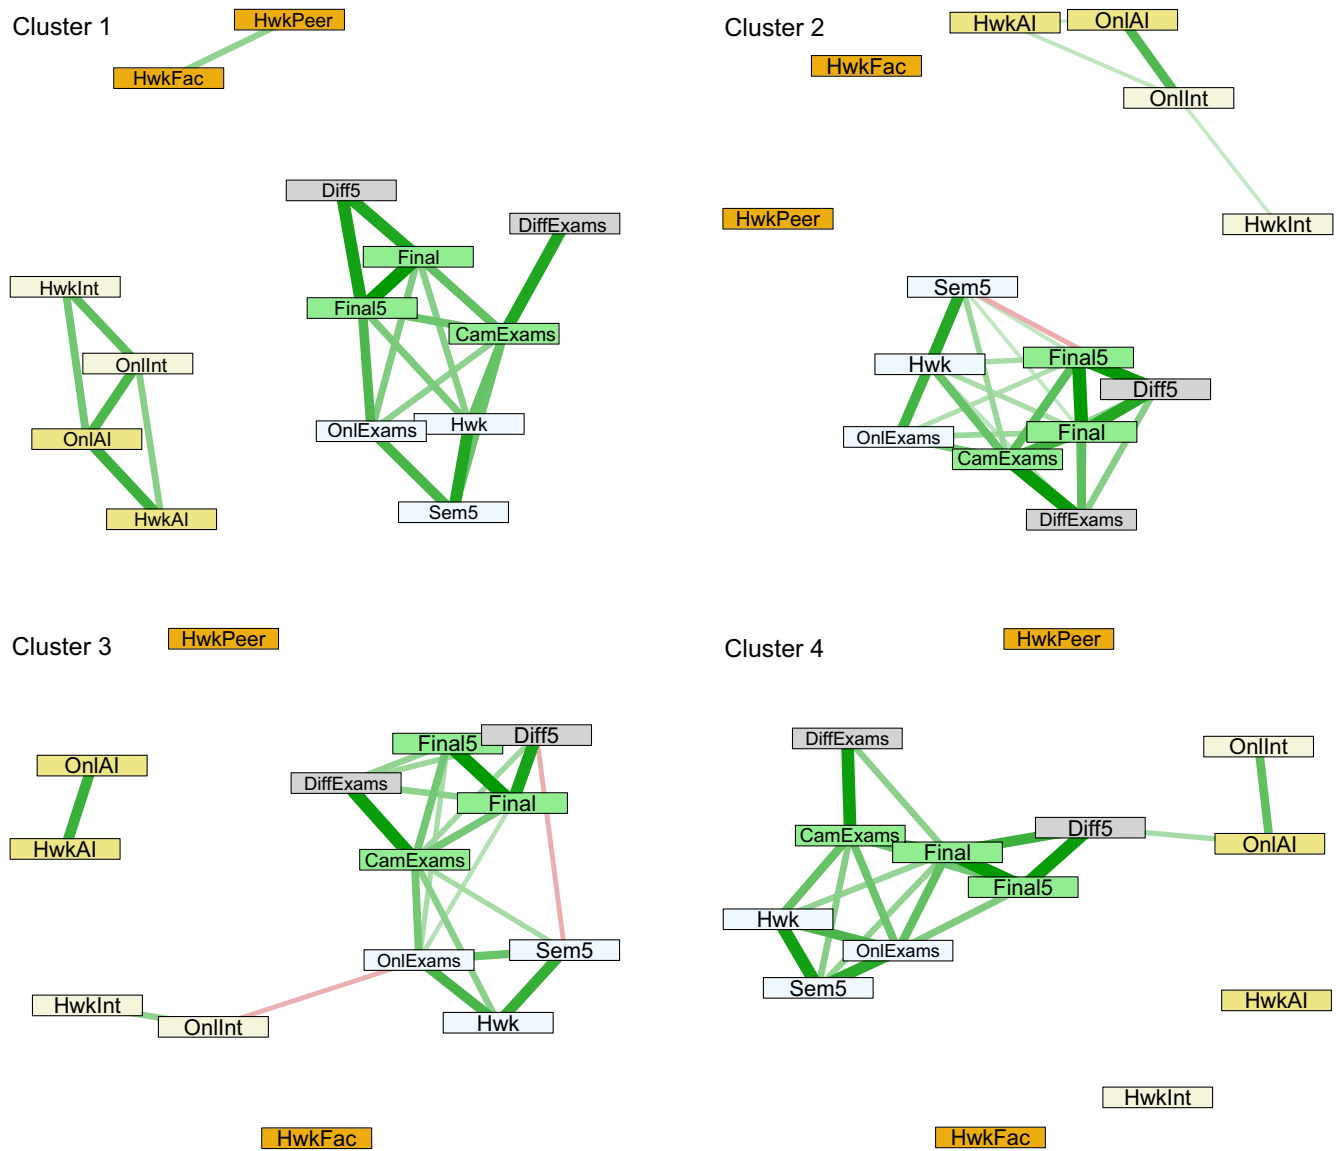 Cluster 1
HwkPeer
HwkFac
Diff5
DiffExams
Final
HwkInt
Final5
CamExams
OnlInt
OnlExams
Hwk
OnlAI
Sem5
HwkAI
Cluster 2
HwkAI
OnlAI
HwkFac
OnlInt
HwkPeer
HwkInt
Sem5
Final5
Hwk
Diff5
Final
OnlExams
CamExams
DiffExams
Cluster 3
HwkPeer
Final5
Diff5
OnlAI
DiffExams
Final
HwkAI
CamExams
Sem5
OnlExams
HwkInt
OnlInt
Hwk
HwkFac
Cluster 4
HwkPeer
DiffExams
OnlInt
Diff5
CamExams
OnlAI
Final
Final5
Hwk
OnlExams
Sem5
HwkAI
HwkInt
HwkFac